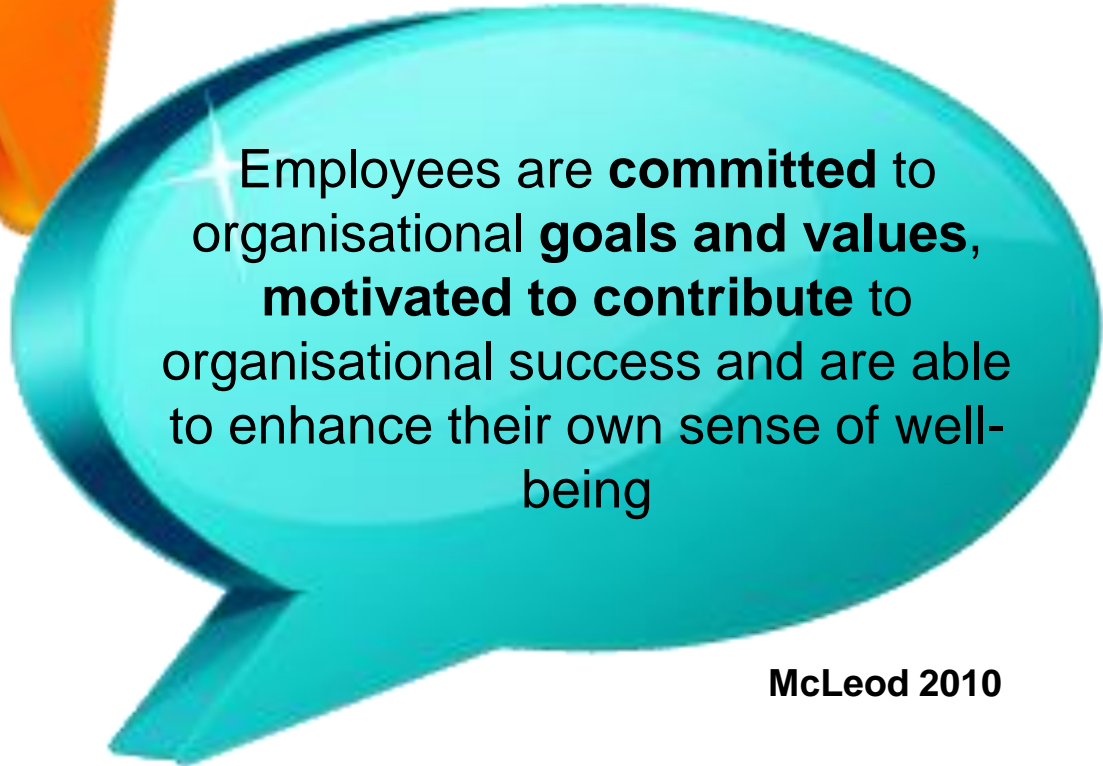 Employees are committed to
organisational goals and values,
motivated to contribute to
organisational success and are able
to enhance their own sense of well-
being
McLeod 2010